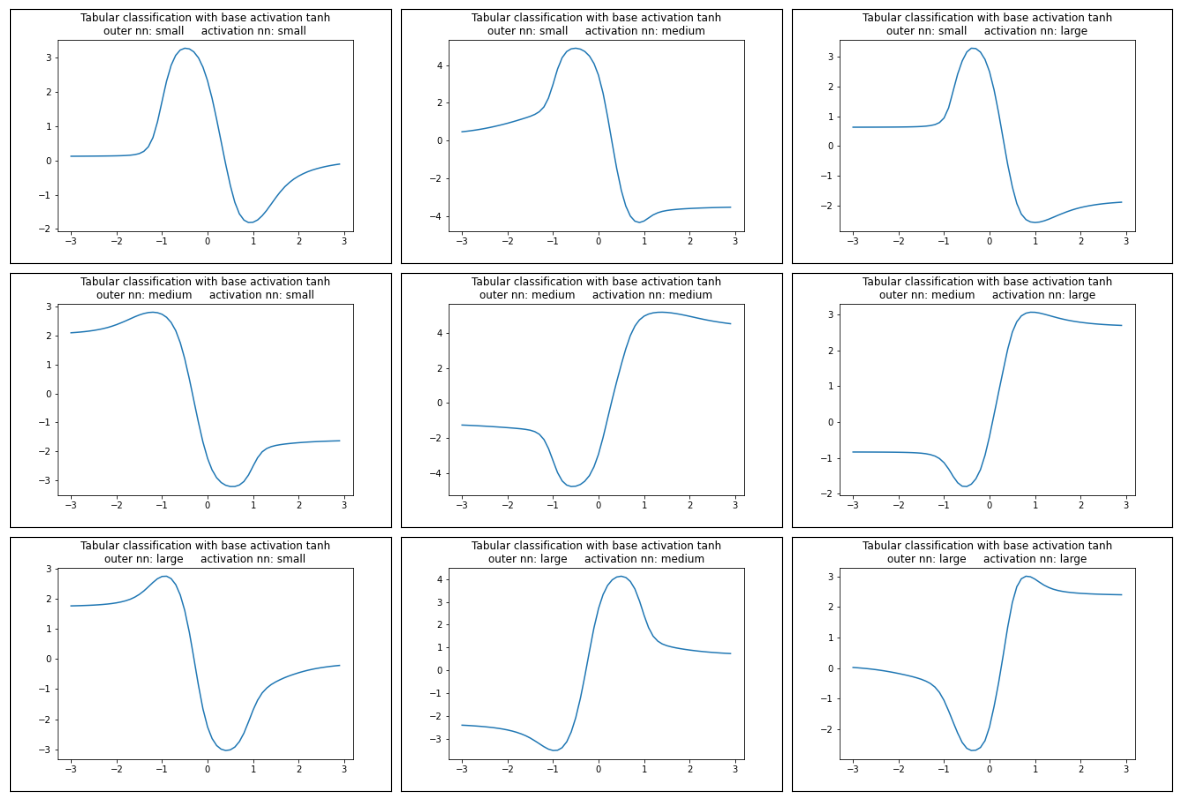 Tabular classification with base activation tanh
outer nn: small activation nn: small
3
2
1
0
−1
−2
−3 −2 −1 0 1 2 3
Tabular classification with base activation tanh
outer nn: small activation nn: medium
4
2
0
−2
−4
−3 −2 −1 0 1 2 3
Tabular classification with base activation tanh
outer nn: small activation nn: large
3
2
1
0
−1
−2
−3 −2 −1 0 1 2 3
Tabular classification with base activation tanh
outer nn: medium activation nn: small
3
2
1
0
−1
−2
−3
−3 −2 −1 0 1 2 3
Tabular classification with base activation tanh
outer nn: medium activation nn: medium
4
2
0
−2
−4
−3 −2 −1 0 1 2 3
Tabular classification with base activation tanh
outer nn: medium activation nn: large
3
2
1
0
−1
−2
−3 −2 −1 0 1 2 3
Tabular classification with base activation tanh
outer nn: large activation nn: small
3
2
1
0
−1
−2
−3
−3 −2 −1 0 1 2 3
Tabular classification with base activation tanh
outer nn: large activation nn: medium
4
3
2
1
0
−1
−2
−3
−3 −2 −1 0 1 2 3
Tabular classification with base activation tanh
outer nn: large activation nn: large
3
2
1
0
−1
−2
−3 −2 −1 0 1 2 3